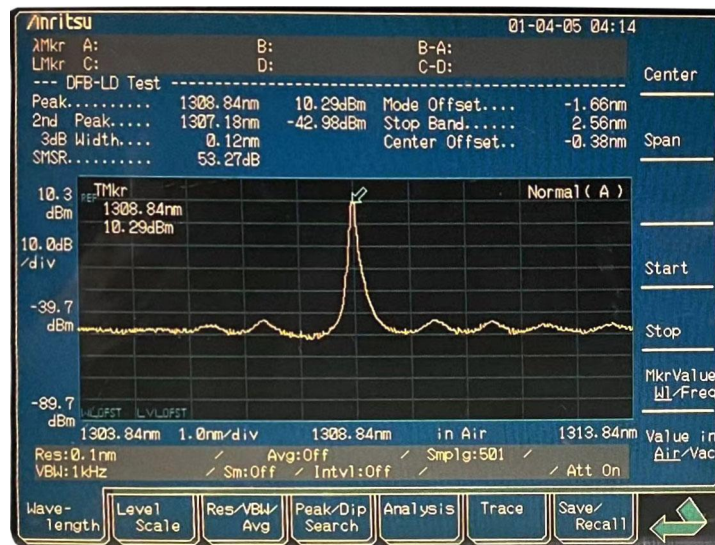 Anritsu 01-04-05 04:14
λMkr A: B: B-A:
LMkr C: D: C-D:
--- DFB-LD Test ---
Peak.......... 1308.84nm 10.29dBm Mode Offset.... -1.66nm
2nd Peak..... 1307.18nm -42.98dBm Stop Band...... 2.56nm
3dB Width.... 0.12nm Center Offset.. -0.38nm
SMSR.......... 53.27dB
Center
Span
Start
Stop
MkrValue
Wl/Freq
Value in
Air/Vac
10.3
dBm
REF
TMkr
1308.84nm
10.29dBm
Normal(A)
10.0dB
/div
-39.7
dBm
-89.7
dBm
WL_OFST LVL_OFST
1303.84nm 1.0nm/div 1308.84nm in Air 1313.84nm
Res:0.1nm / Avg:Off / Smplg:501 /
VBW:1kHz / Sm:Off / Intvl:Off / / Att On
Wave-
length
Level
Scale
Res/VBW/
Avg
Peak/Dip
Search
Analysis
Trace
Save/
Recall